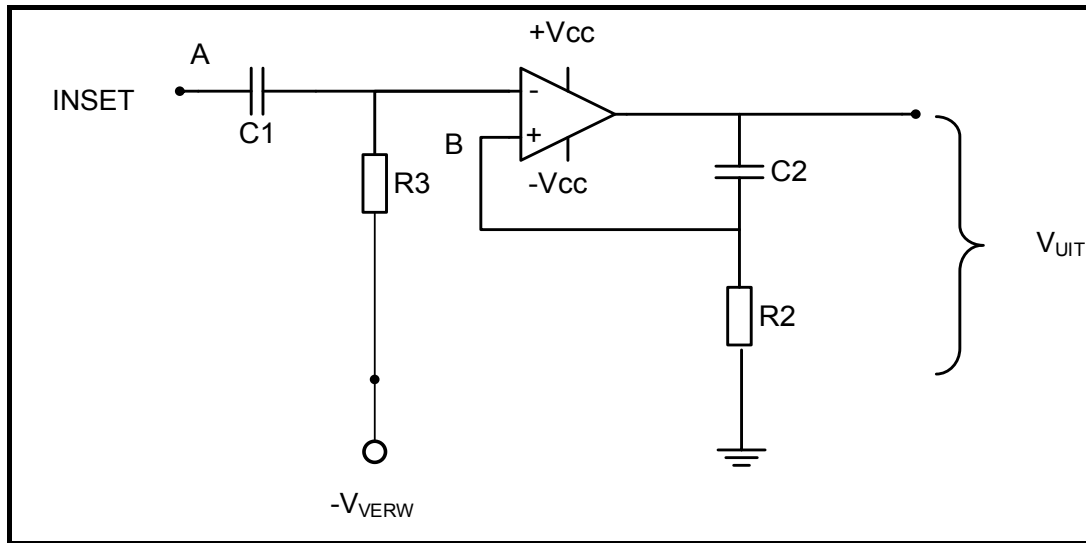 A
+Vcc
INSET
C1
-
B
+
R3
-Vcc
C2
VUIT
R2
-VVERW